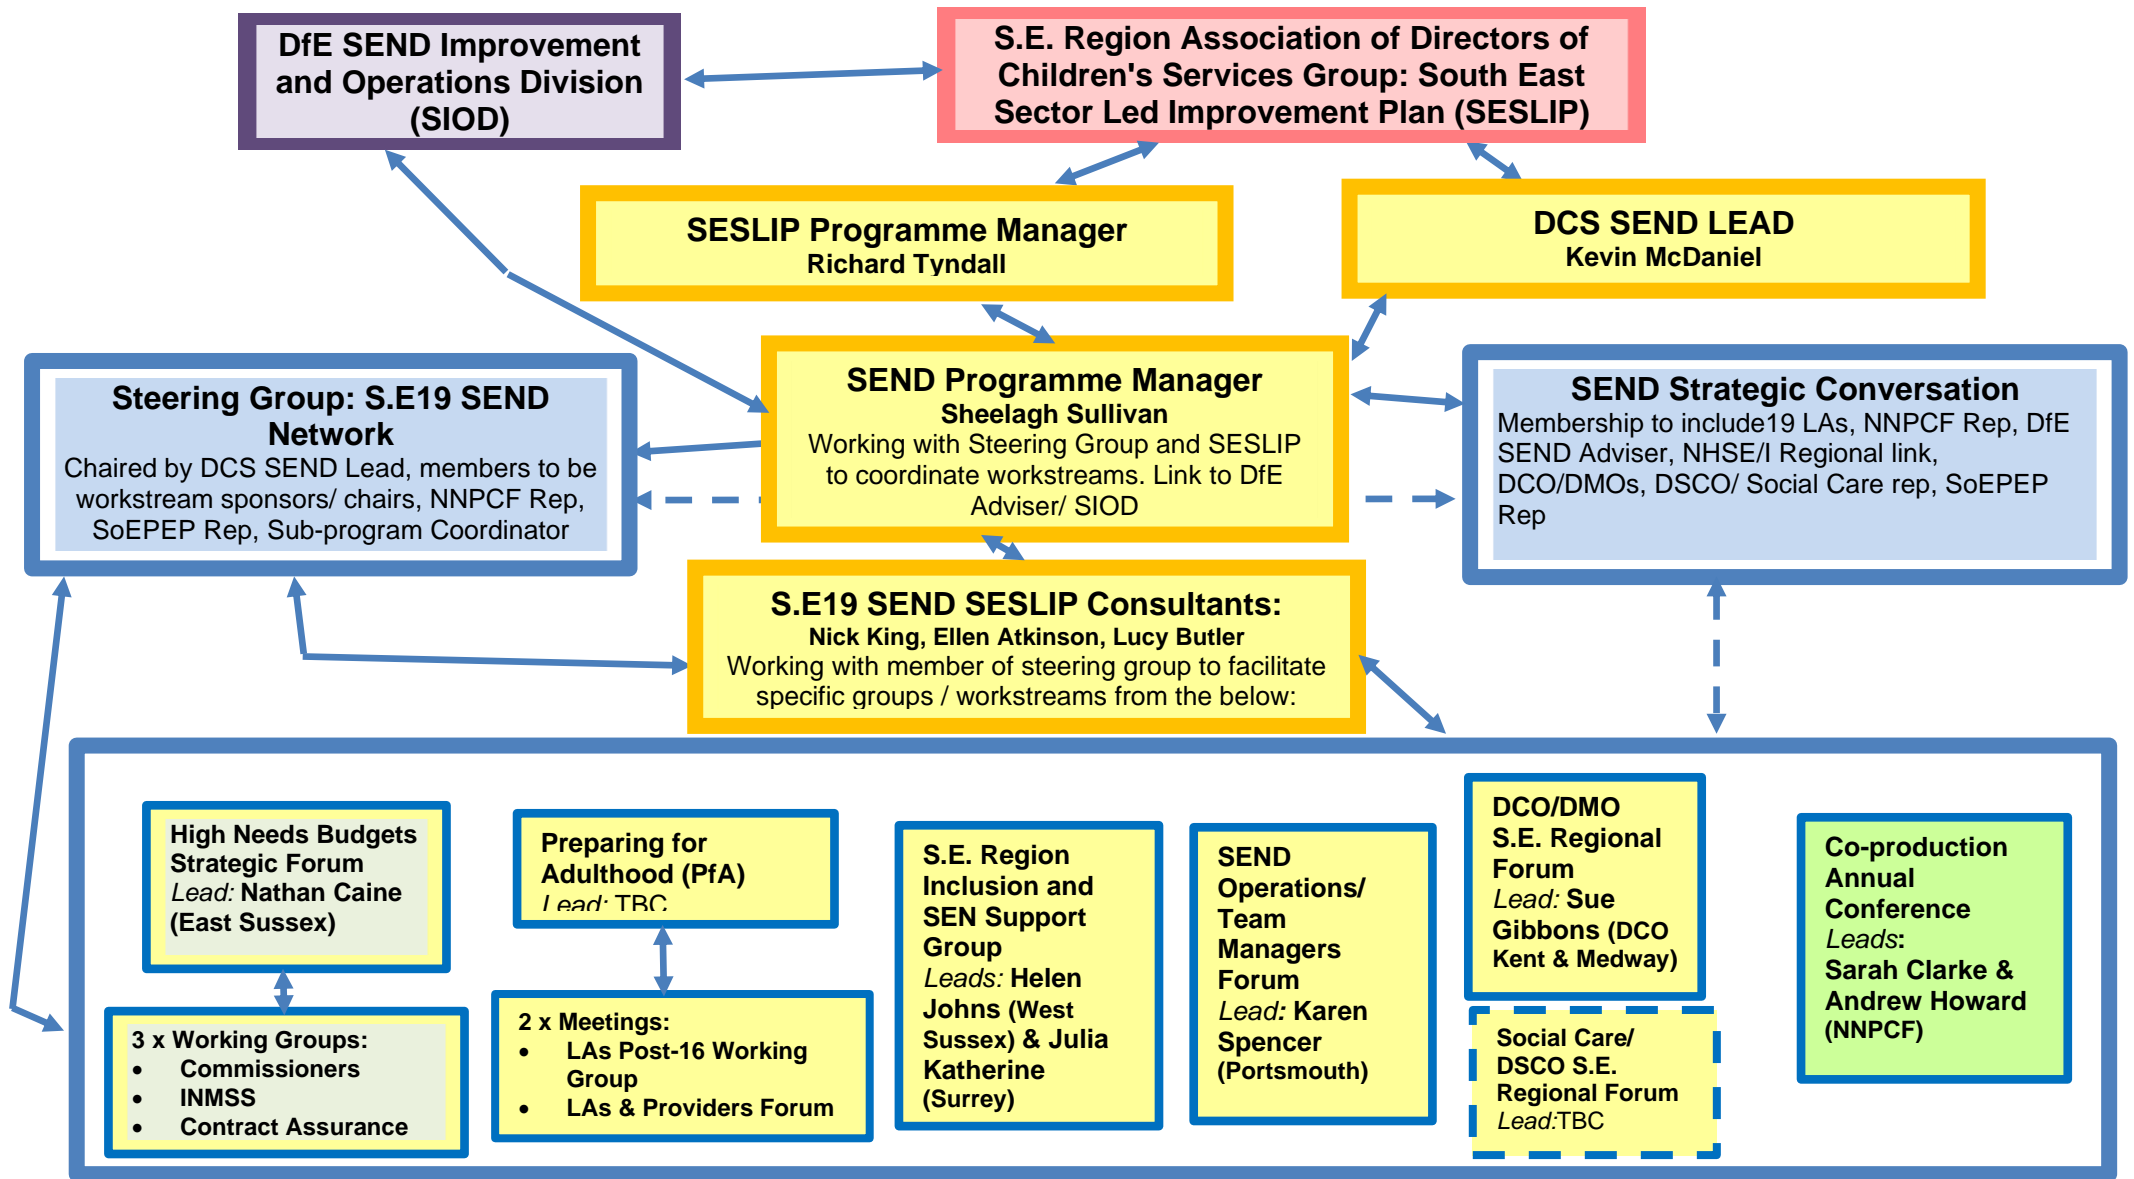 DfE SEND Improvement
and Operations Division
(SIOD)
S.E. Region Association of Directors of
Children's Services Group: South East
Sector Led Improvement Plan (SESLIP)
SESLIP Programme Manager
Richard Tyndall
DCS SEND LEAD
Kevin McDaniel
Steering Group: S.E19 SEND
Network
Chaired by DCS SEND Lead, members to be
workstream sponsors/ chairs, NNPCF Rep,
SoEPEP Rep, Sub-program Coordinator
SEND Programme Manager
Sheelagh Sullivan
Working with Steering Group and SESLIP
to coordinate workstreams. Link to DfE
Adviser/ SIOD
SEND Strategic Conversation
Membership to include19 LAs, NNPCF Rep, DfE
SEND Adviser, NHSE/I Regional link,
DCO/DMOs, DSCO/ Social Care rep, SoEPEP
Rep
S.E19 SEND SESLIP Consultants:
Nick King, Ellen Atkinson, Lucy Butler
Working with member of steering group to facilitate
specific groups / workstreams from the below:
High Needs Budgets
Strategic Forum
Lead: Nathan Caine
(East Sussex)
3 x Working Groups:
• Commissioners
• INMSS
• Contract Assurance
Preparing for
Adulthood (PfA)
Lead: TBC
2 x Meetings:
• LAs Post-16 Working
Group
• LAs & Providers Forum
S.E. Region
Inclusion and
SEN Support
Group
Leads: Helen
Johns (West
Sussex) & Julia
Katherine
(Surrey)
SEND
Operations/
Team
Managers
Forum
Lead: Karen
Spencer
(Portsmouth)
DCO/DMO
S.E. Regional
Forum
Lead: Sue
Gibbons (DCO
Kent & Medway)
Social Care/
DSCO S.E.
Regional Forum
Lead:TBC
Co-production
Annual
Conference
Leads:
Sarah Clarke &
Andrew Howard
(NNPCF)